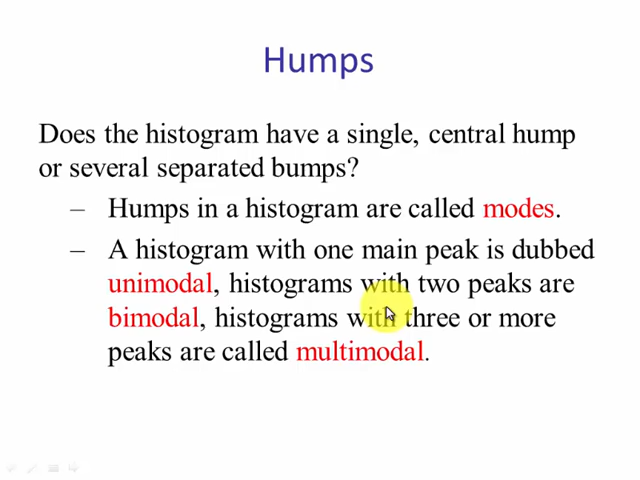 Humps
Does the histogram have a single, central hump
or several separated bumps?
– Humps in a histogram are called modes.
– A histogram with one main peak is dubbed
unimodal, histograms with two peaks are
bimodal, histograms with three or more
peaks are called multimodal.